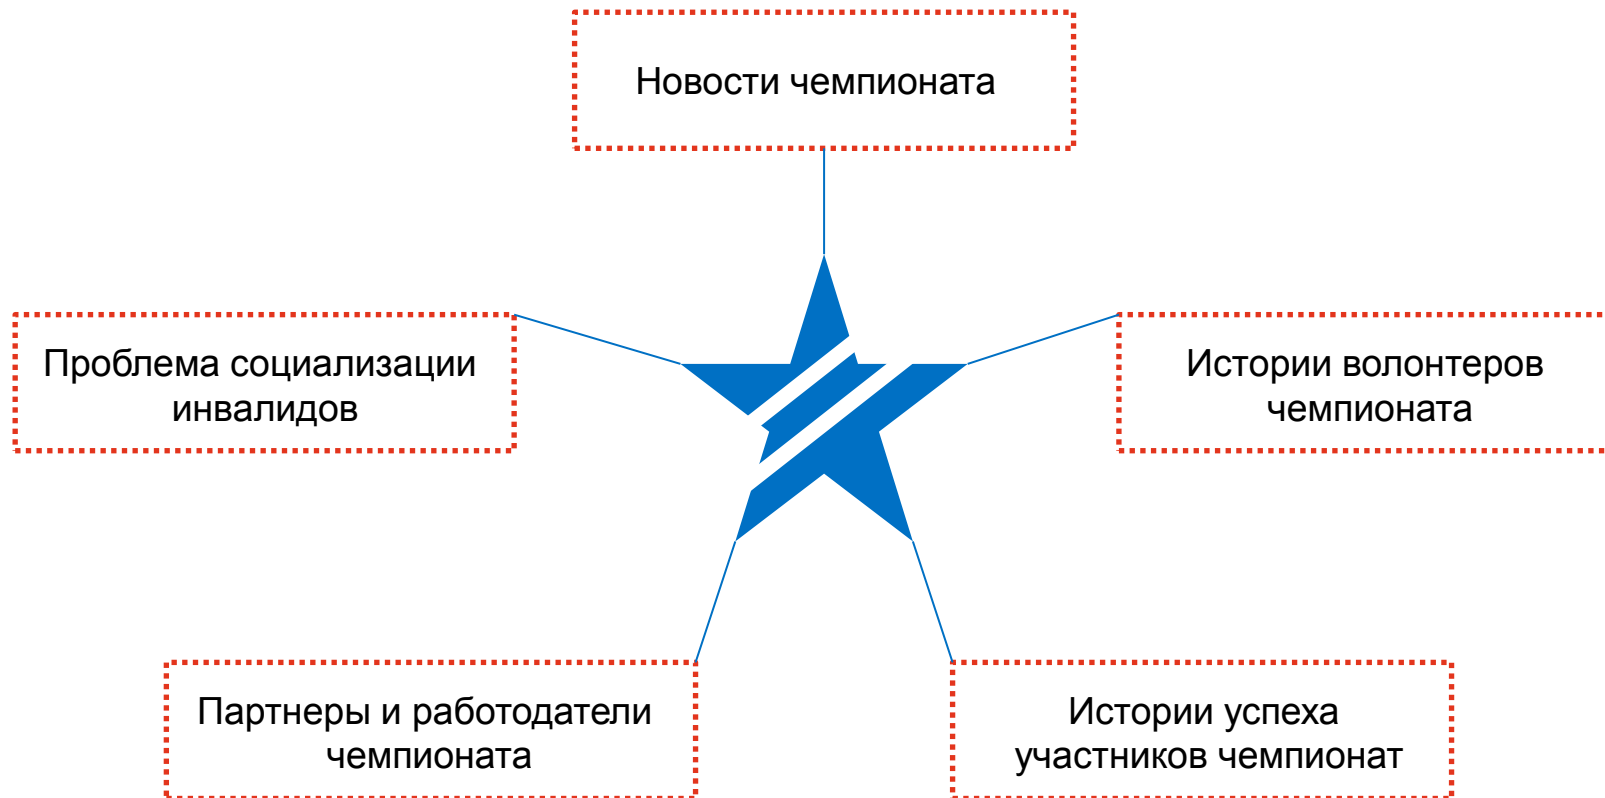 Новости чемпионата
Проблема социализации
инвалидов
Истории волонтеров
чемпионата
Партнеры и работодатели
чемпионата
Истории успеха
участников чемпионат